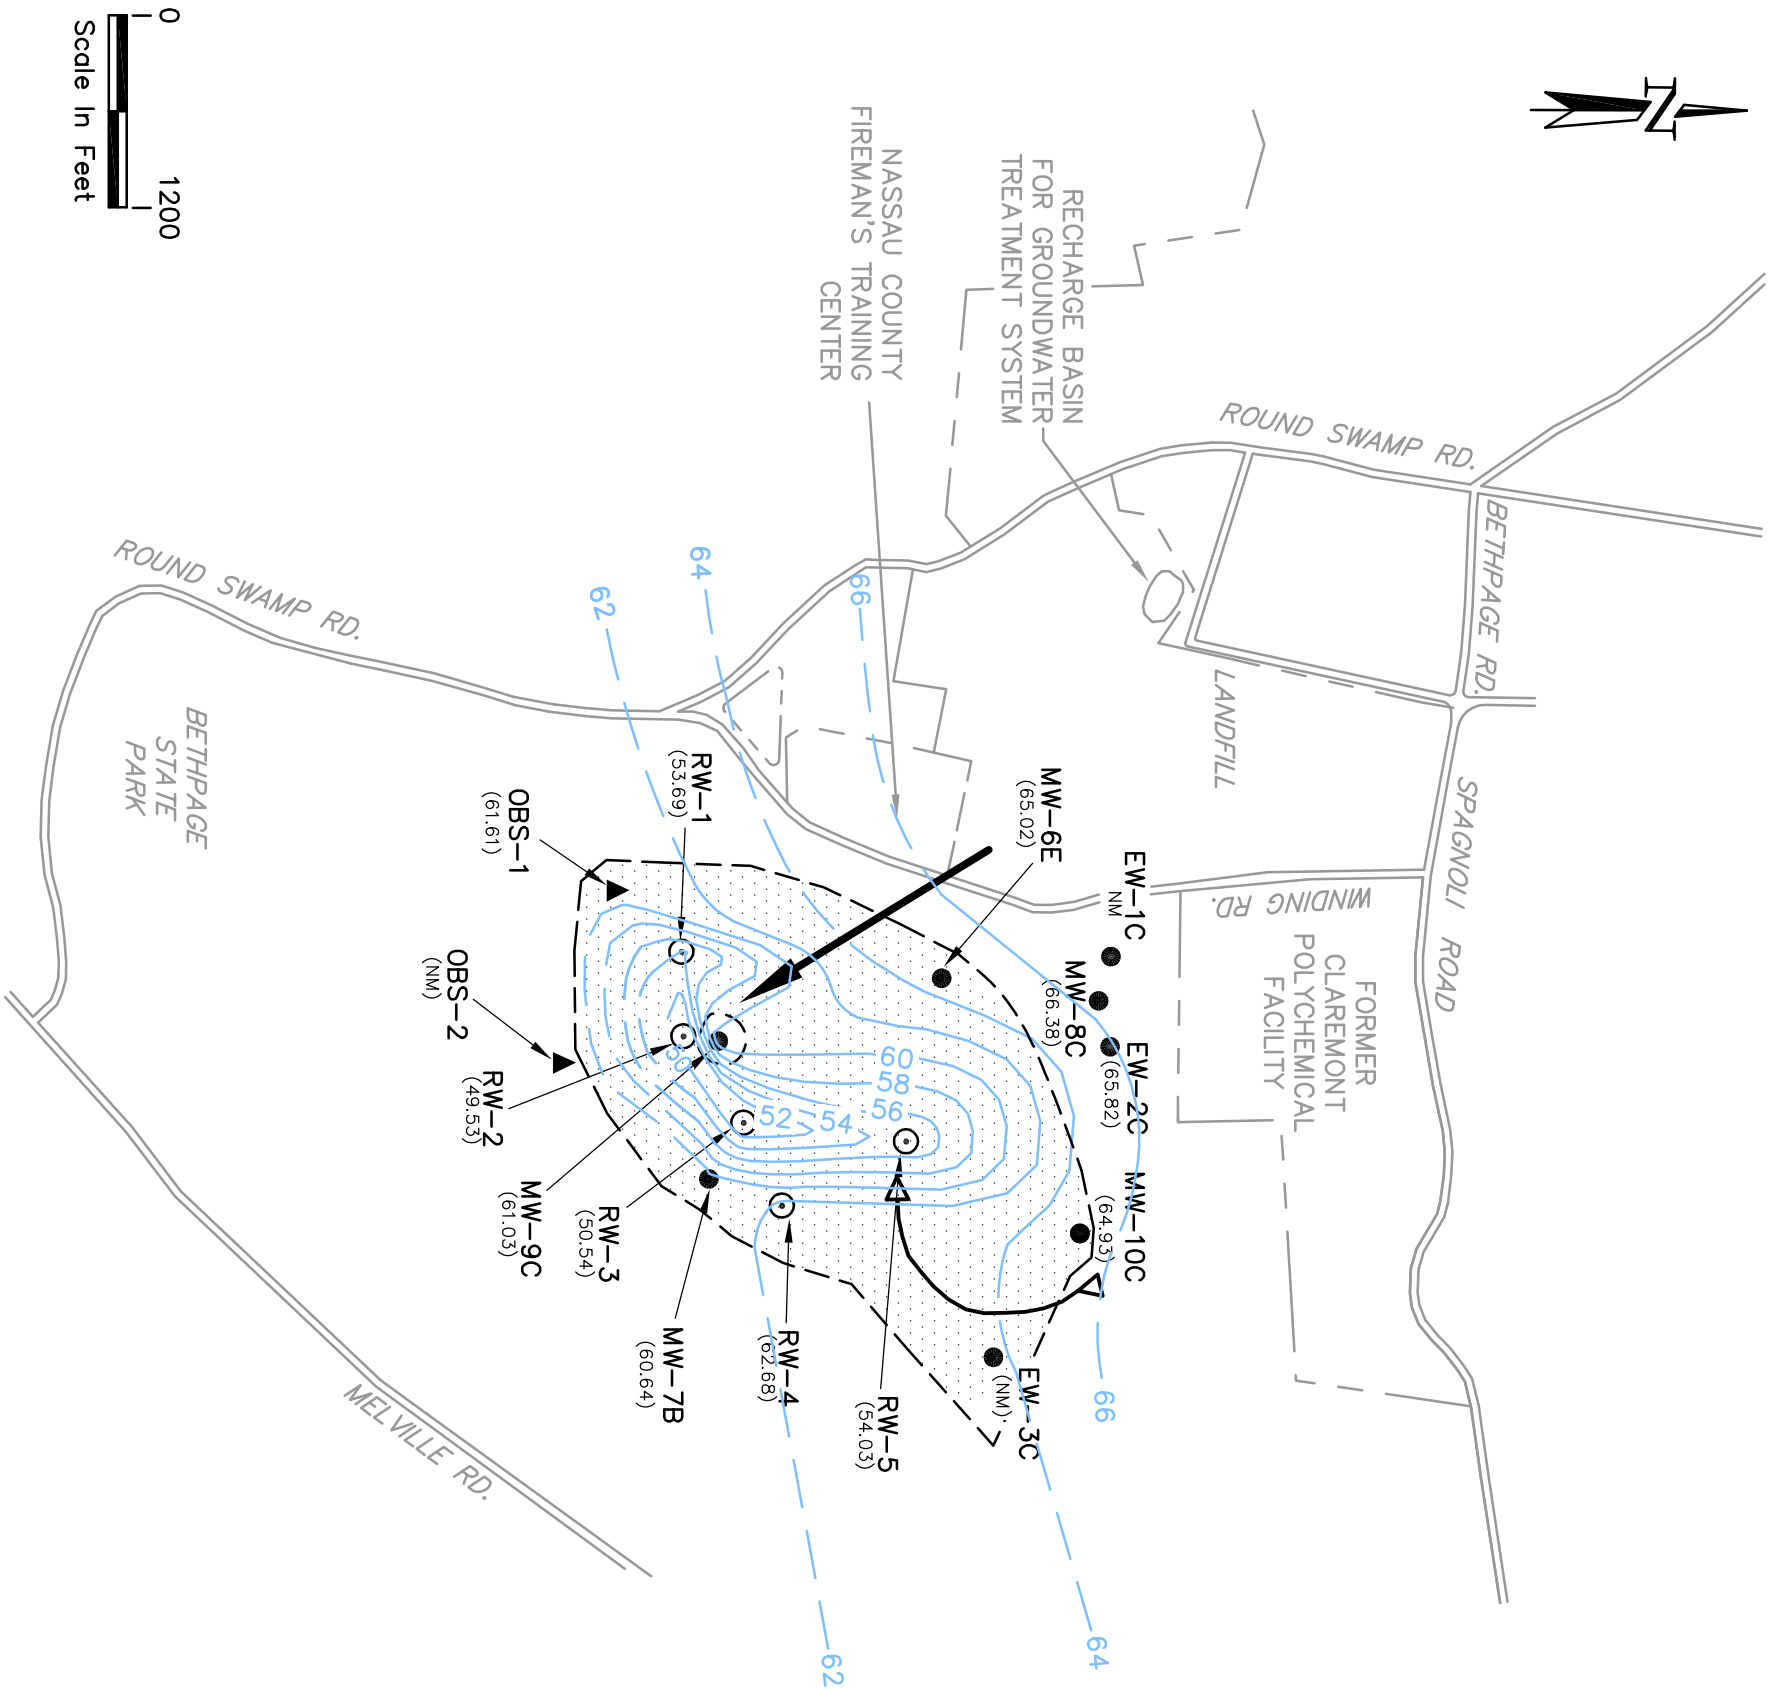 N
0
1200
Scale In Feet
NASSAU COUNTY
FIREMAN'S TRAINING
CENTER
RECHARGE BASIN
FOR GROUNDWATER
TREATMENT SYSTEM
ROUND SWAMP RD.
BETHPAGE RD.
SPAGNOLI ROAD
LANDFILL
WINDING RD.
FORMER
CLAREMONT
POLYCHEMICAL
FACILITY
ROUND SWAMP RD.
BETHPAGE
STATE
PARK
MELVILLE RD.
62
64
66
RW-1
(53.69)
OBS-1
(61.61)
OBS-2
(NM)
RW-2
(49.53)
MW-9C
(61.03)
RW-3
(50.54)
MW-7B
(60.64)
RW-4
(62.68)
RW-5
(54.03)
MW-6E
(65.02)
EW-1C
NM
MW-8C
(66.38)
EW-2C
(65.82)
MW-10C
(64.93)
EW-3C
(NM)
60
58
56
54
52
50
66
64
62